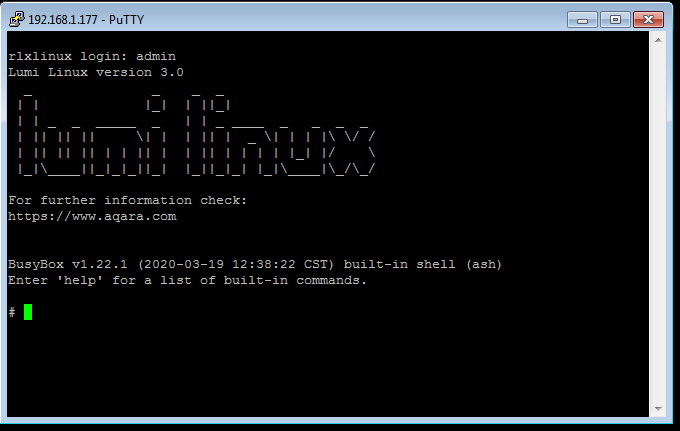 192.168.1.177 - PuTTY
rlxlinux login: admin
Lumi Linux version 3.0
lumi linux
For further information check:
https://www.aqara.com
BusyBox v1.22.1 (2020-03-19 12:38:22 CST) built-in shell (ash)
Enter 'help' for a list of built-in commands.
#